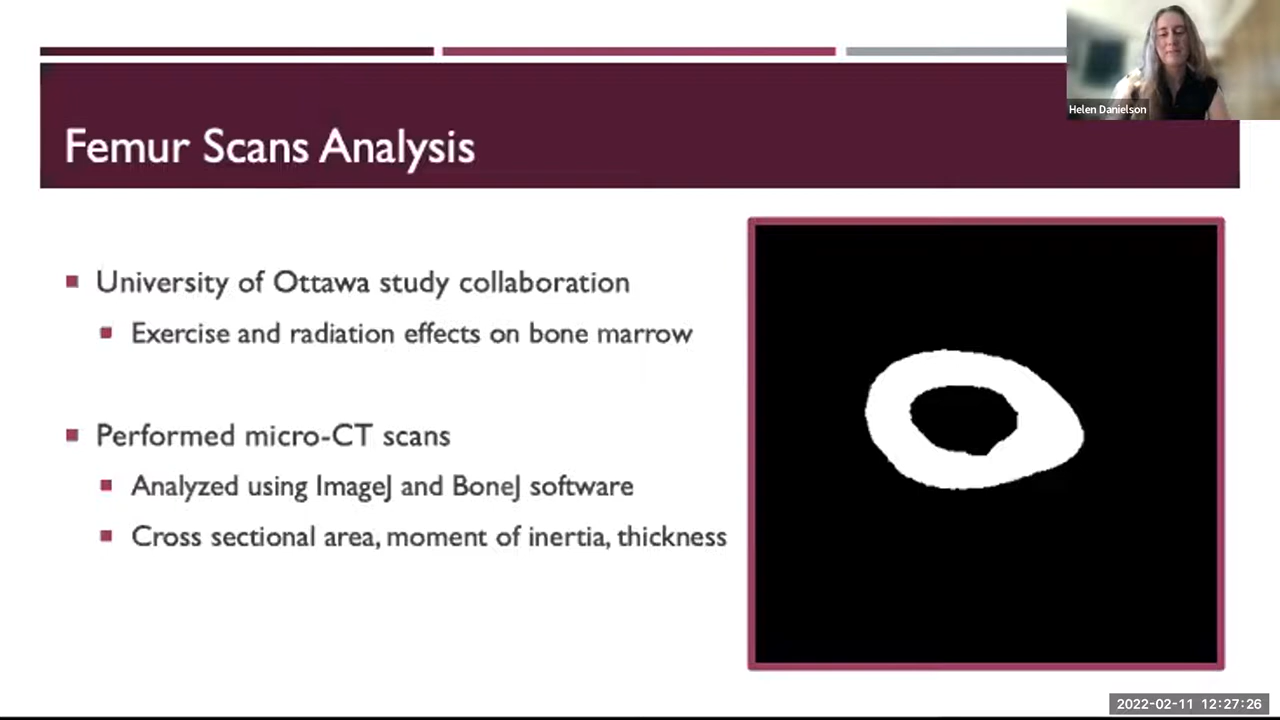 Helen Danielson
Femur Scans Analysis
University of Ottawa study collaboration
Exercise and radiation effects on bone marrow
Performed micro-CT scans
Analyzed using ImageJ and BoneJ software
Cross sectional area, moment of inertia, thickness
2022-02-11 12:27:26